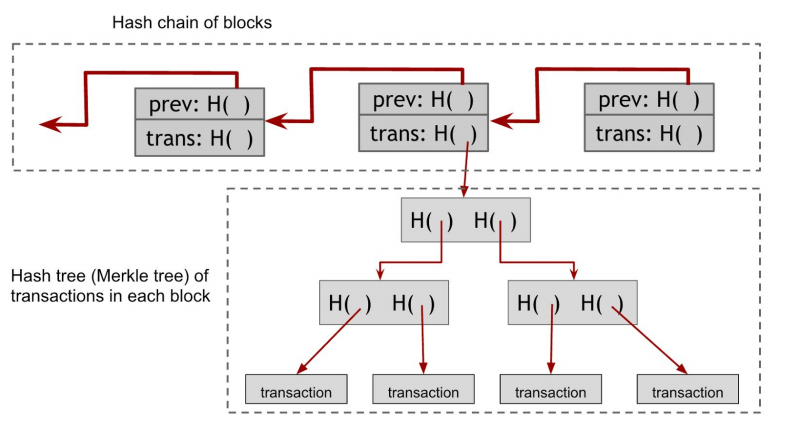 Hash chain of blocks
prev: H( )
trans: H( )
prev: H( )
trans: H( )
prev: H( )
trans: H( )
Hash tree (Merkle tree) of
transactions in each block
H( ) H( )
H( ) H( )
H( ) H( )
transaction
transaction
transaction
transaction